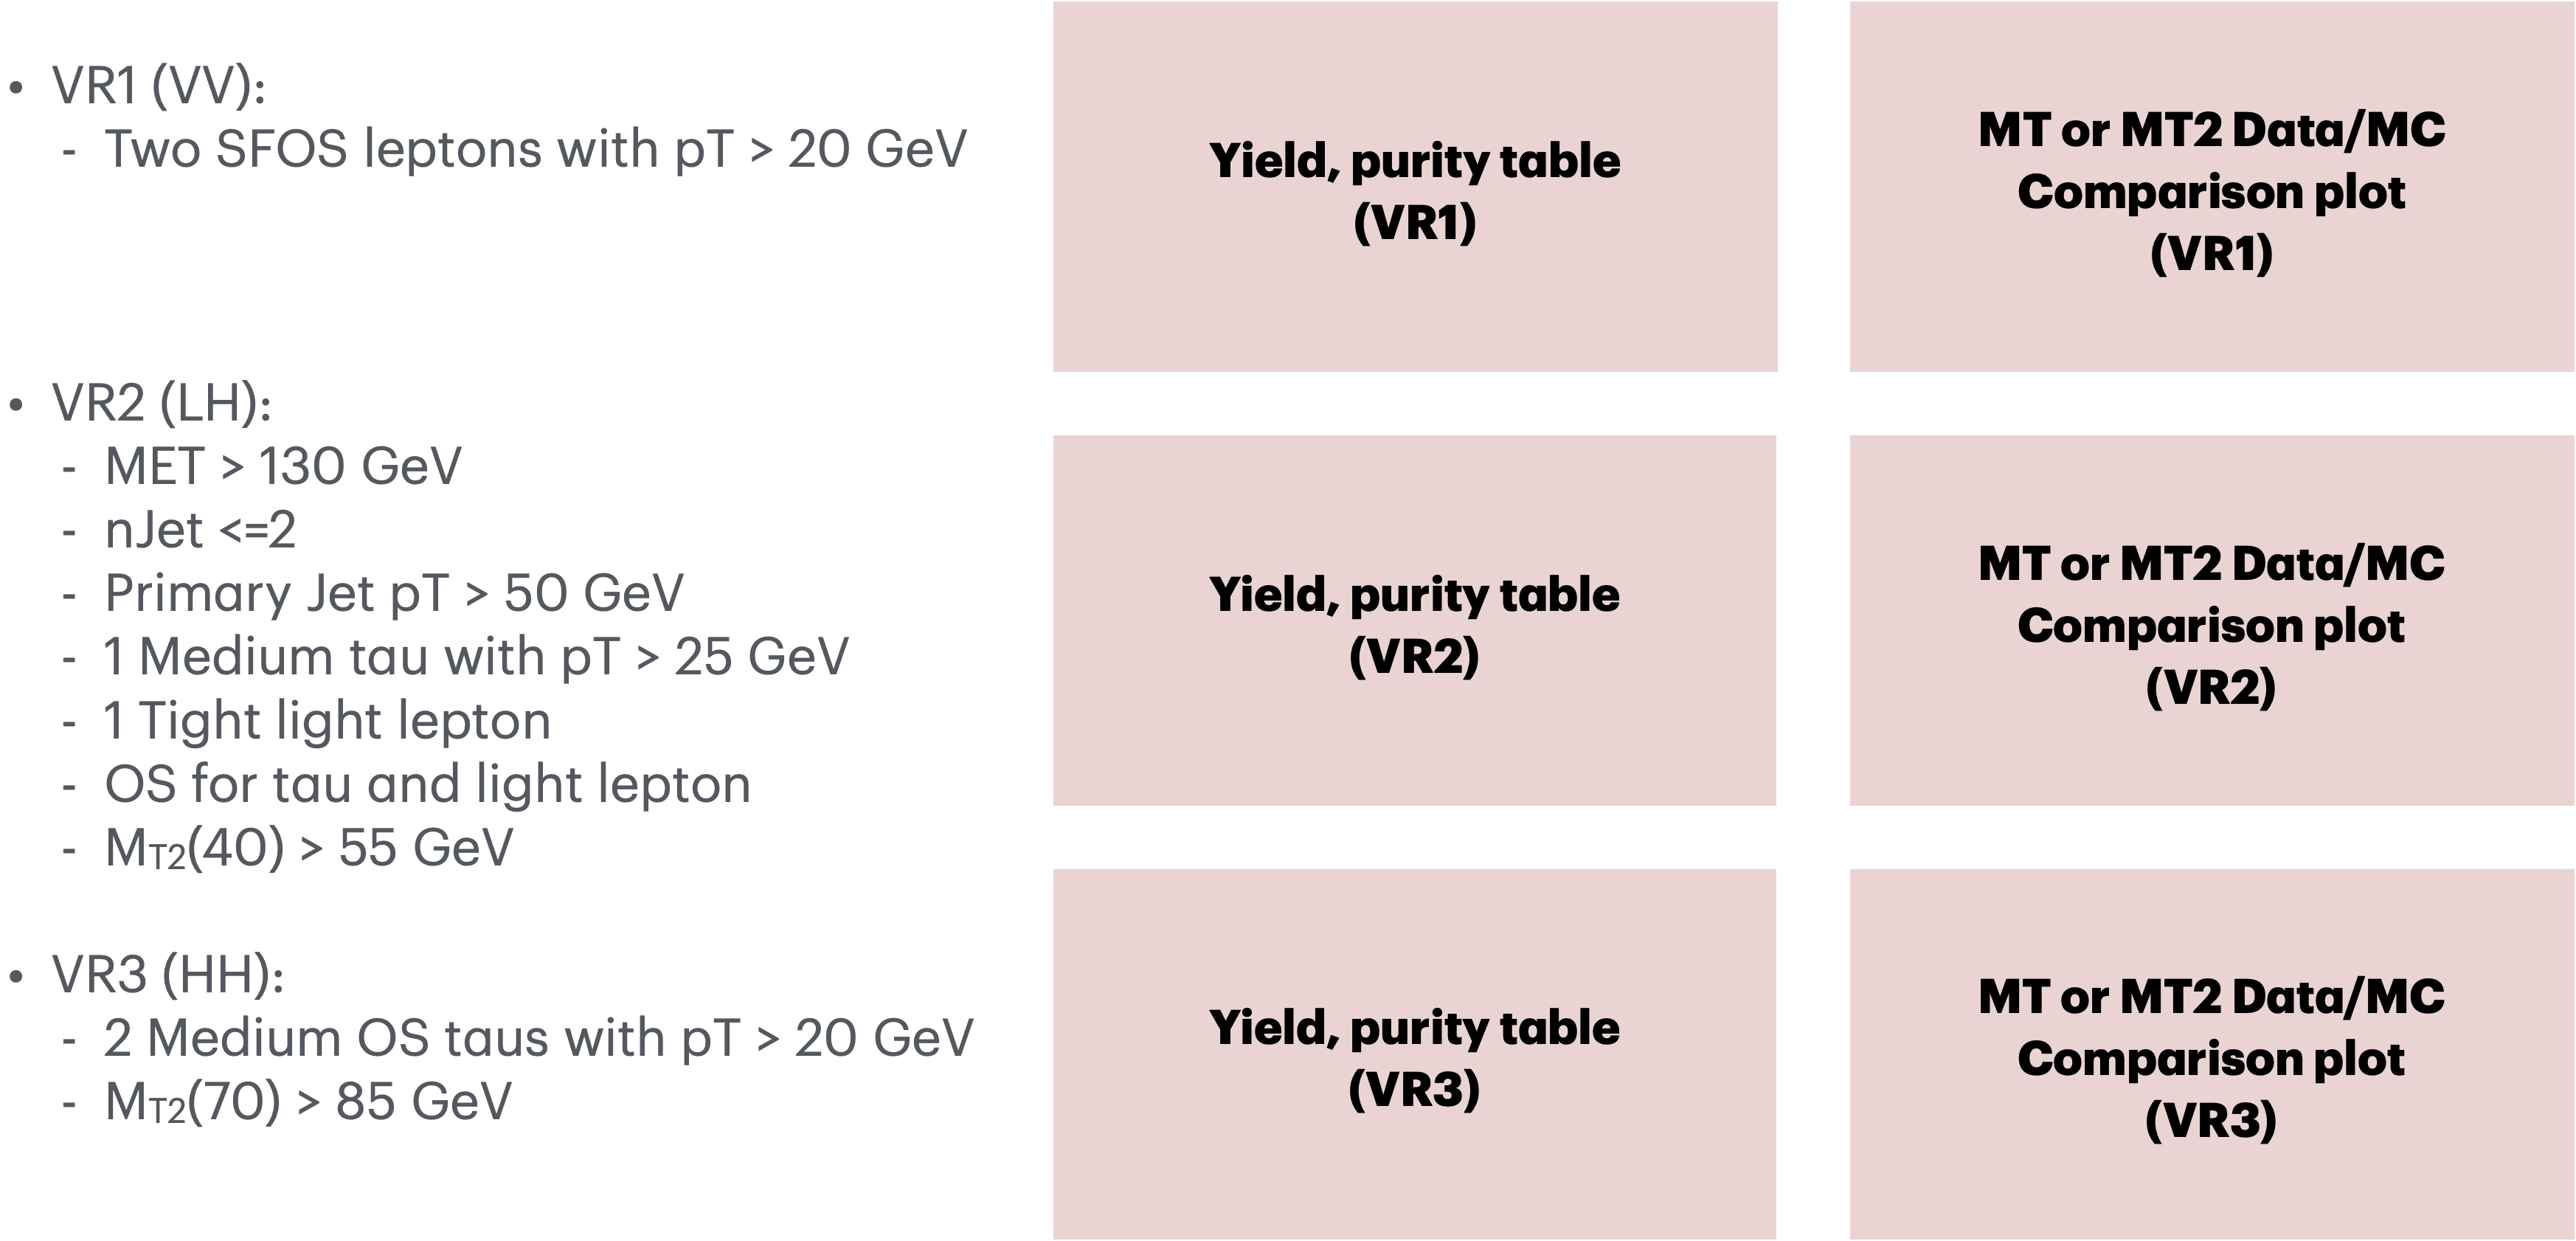 • VR1 (VV):
- Two SFOS leptons with pT > 20 GeV
Yield, purity table
(VR1)
MT or MT2 Data/MC
Comparison plot
(VR1)
• VR2 (LH):
- MET > 130 GeV
- nJet <=2
- Primary Jet pT > 50 GeV
- 1 Medium tau with pT > 25 GeV
- 1 Tight light lepton
- OS for tau and light lepton
- MT2(40) > 55 GeV
Yield, purity table
(VR2)
MT or MT2 Data/MC
Comparison plot
(VR2)
• VR3 (HH):
- 2 Medium OS taus with pT > 20 GeV
- MT2(70) > 85 GeV
Yield, purity table
(VR3)
MT or MT2 Data/MC
Comparison plot
(VR3)